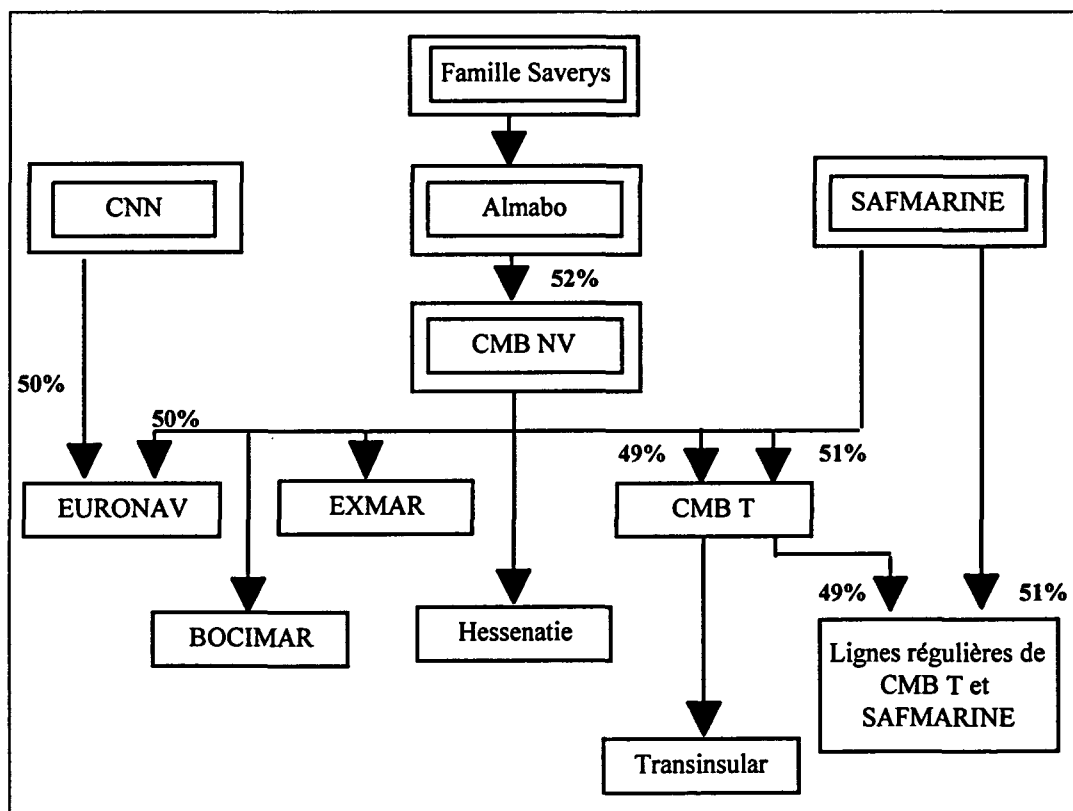 Famille Saverys
CNN
Almabo
SAFMARINE
52%
CMB NV
50%
50%
49%
51%
EURONAV
EXMAR
CMB T
49%
51%
BOCIMAR
Hessenatie
Lignes régulières de
CMB T et
SAFMARINE
Transinsular